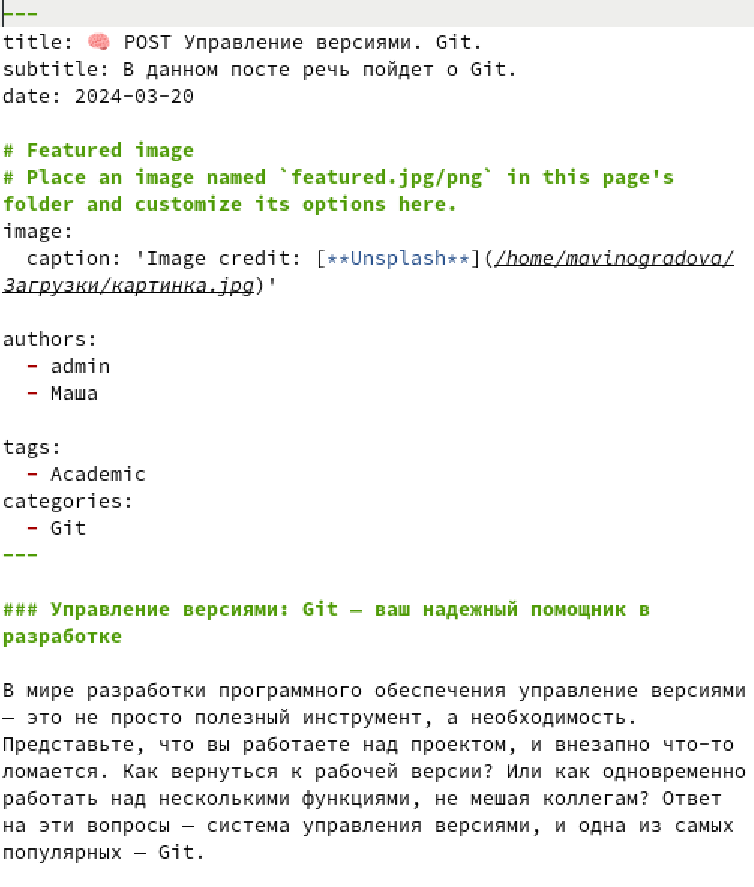 ---
title: 🧠 POST Управление версиями. Git.
subtitle: В данном посте речь пойдет о Git.
date: 2024-03-20
# Featured image
# Place an image named `featured.jpg/png` in this page's
folder and customize its options here.
image:
  caption: 'Image credit: [**Unsplash**](/home/mavinogradova/
Загрузки/картинка.jpg)'
authors:
  - admin
  - Маша
tags:
  - Academic
categories:
  - Git
---
### Управление версиями: Git — ваш надежный помощник в
разработке
В мире разработки программного обеспечения управление версиями
— это не просто полезный инструмент, а необходимость.
Представьте, что вы работаете над проектом, и внезапно что-то
ломается. Как вернуться к рабочей версии? Или как одновременно
работать над несколькими функциями, не мешая коллегам? Ответ
на эти вопросы — система управления версиями, и одна из самых
популярных — Git.